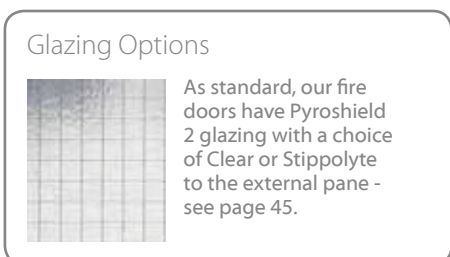 Glazing Options
As standard, our fire
doors have Pyroshield
2 glazing with a choice
of Clear or Stippolyte
to the external pane -
see page 45.